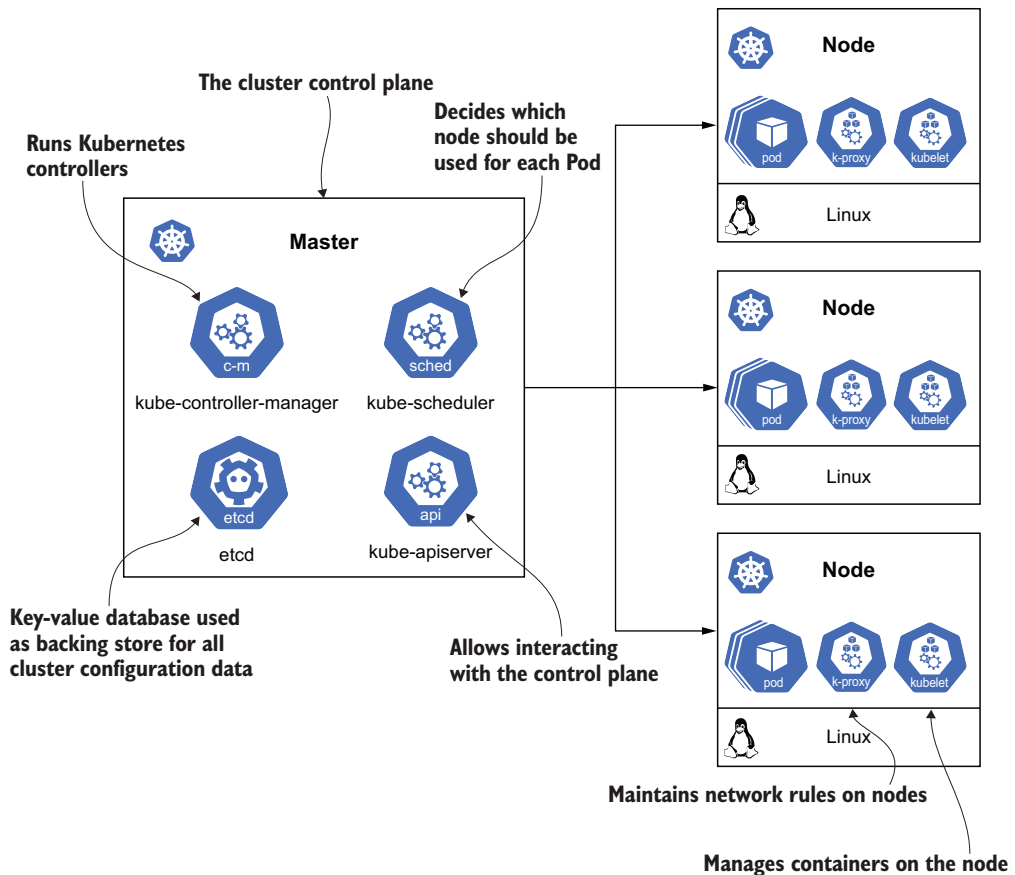 The cluster control plane
Runs Kubernetes
controllers
Decides which
node should be
used for each Pod
Master
c-m
sched
kube-controller-manager
kube-scheduler
etcd
api
etcd
kube-apiserver
Key-value database used
as backing store for all
cluster configuration data
Allows interacting
with the control plane
Node
pod
k-proxy
kubelet
Linux
Node
pod
k-proxy
kubelet
Linux
Node
pod
k-proxy
kubelet
Linux
Maintains network rules on nodes
Manages containers on the node